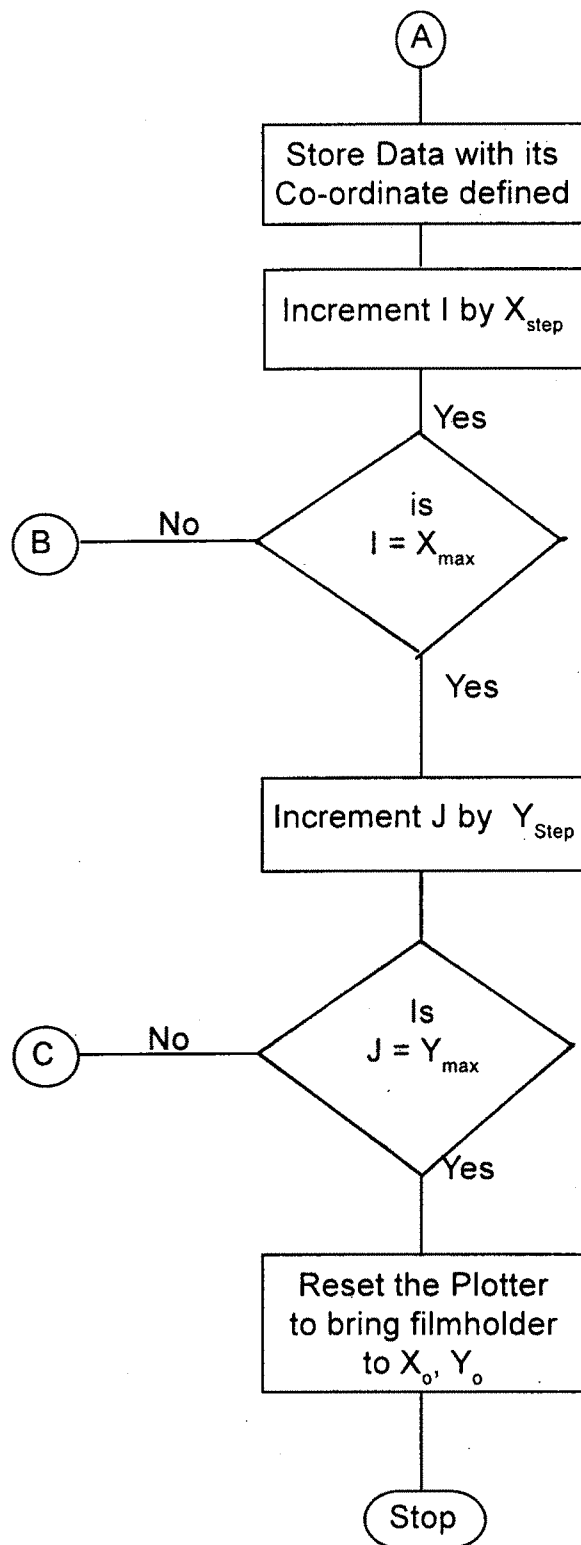 A
Store Data with its
Co-ordinate defined
Increment I by X_step
Yes
is
I = X_max
No
B
Yes
Increment J by Y_Step
Is
J = Y_max
No
C
Yes
Reset the Plotter
to bring filmholder
to X_o, Y_o
Stop